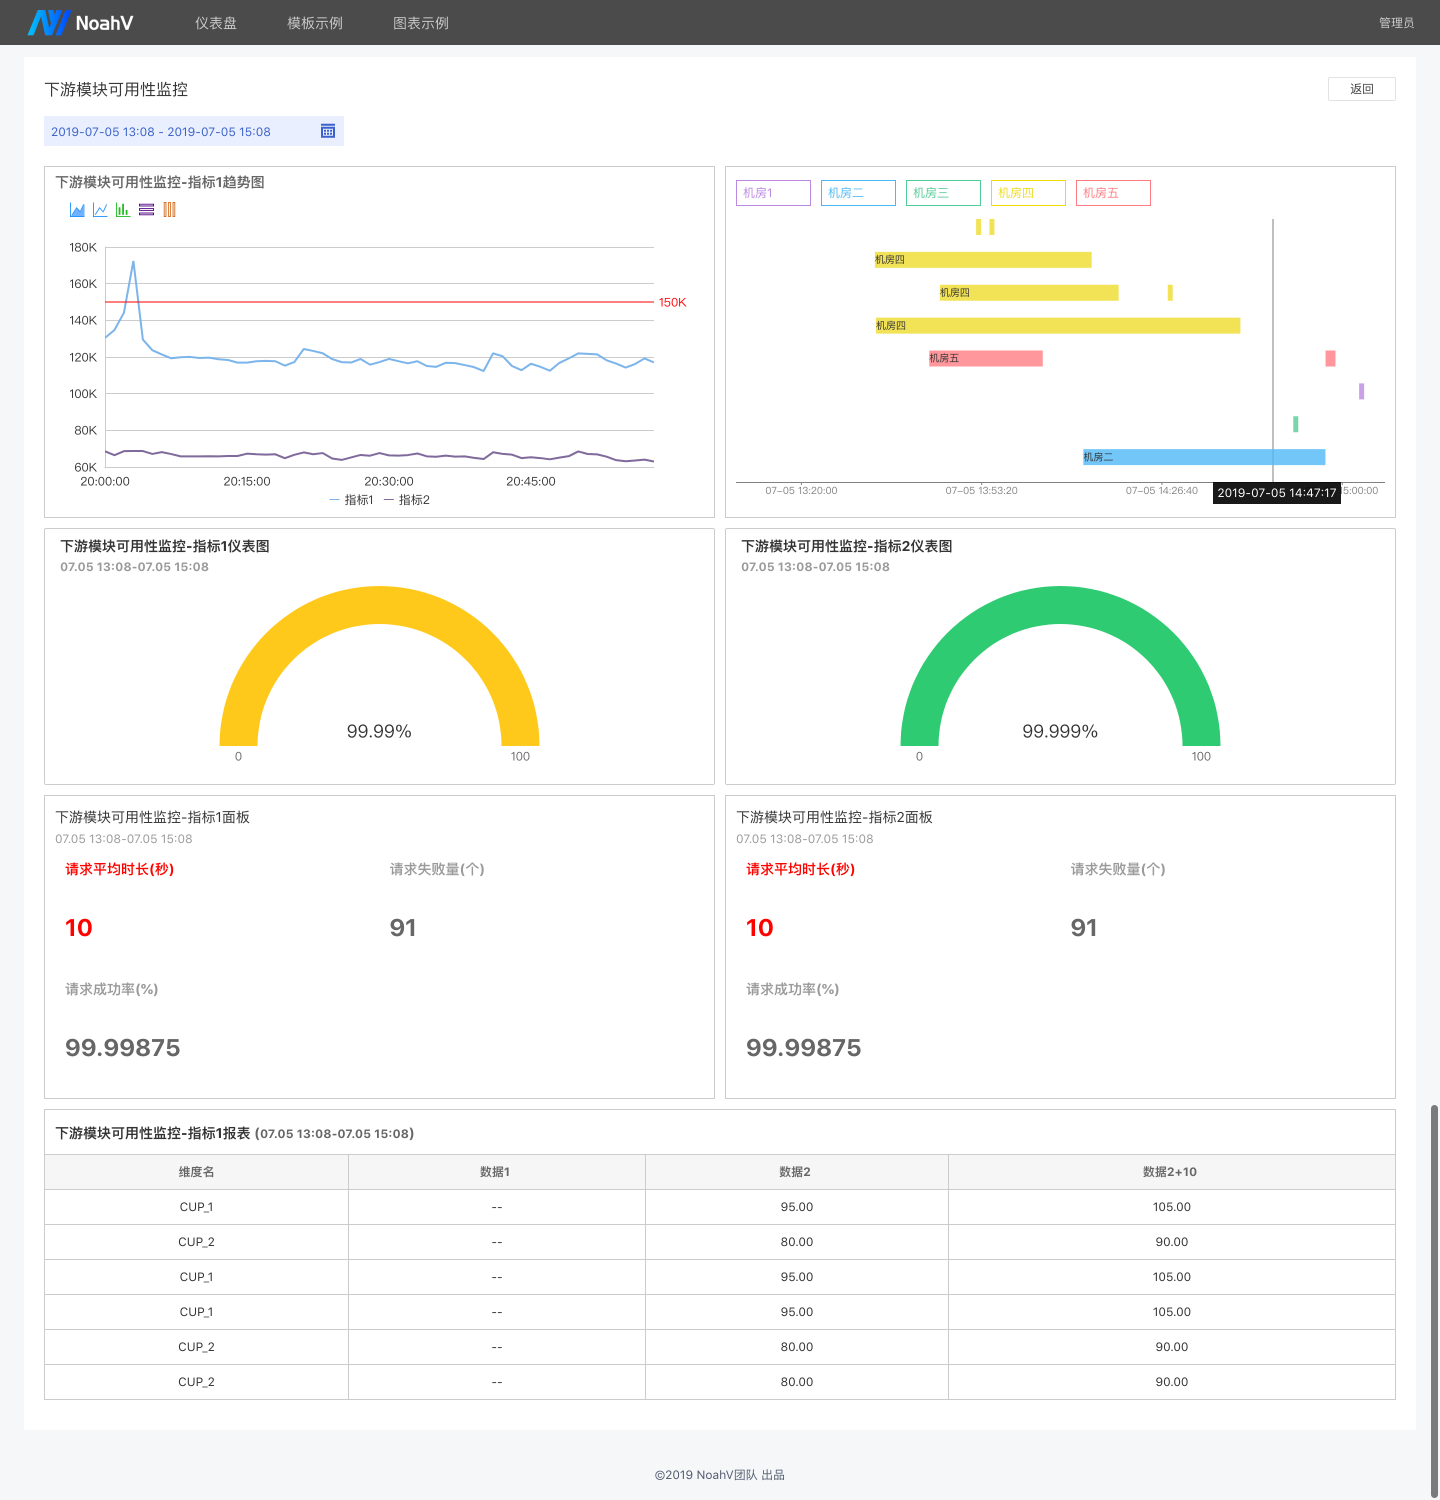 NoahV 仪表盘 模板示例 图表示例 管理员
下游模块可用性监控 返回
2019-07-05 13:08 - 2019-07-05 15:08
下游模块可用性监控-指标1趋势图
180K
160K
150K
140K
120K
100K
80K
60K
20:00:00 20:15:00 20:30:00 20:45:00
指标1 指标2
机房1 机房二 机房三 机房四 机房五
机房四
机房四
机房四
机房五
机房二
07-05 13:20:00 07-05 13:53:20 07-05 14:26:40 2019-07-05 14:47:17 5:00:00
下游模块可用性监控-指标1仪表图
07.05 13:08-07.05 15:08
99.99%
0 100
下游模块可用性监控-指标2仪表图
07.05 13:08-07.05 15:08
99.999%
0 100
下游模块可用性监控-指标1面板
07.05 13:08-07.05 15:08
请求平均时长(秒) 请求失败量(个)
10 91
请求成功率(%)
99.99875
下游模块可用性监控-指标2面板
07.05 13:08-07.05 15:08
请求平均时长(秒) 请求失败量(个)
10 91
请求成功率(%)
99.99875
下游模块可用性监控-指标1报表 (07.05 13:08-07.05 15:08)
维度名 数据1 数据2 数据2+10
CUP_1 -- 95.00 105.00
CUP_2 -- 80.00 90.00
CUP_1 -- 95.00 105.00
CUP_1 -- 95.00 105.00
CUP_2 -- 80.00 90.00
CUP_2 -- 80.00 90.00
©2019 NoahV团队 出品